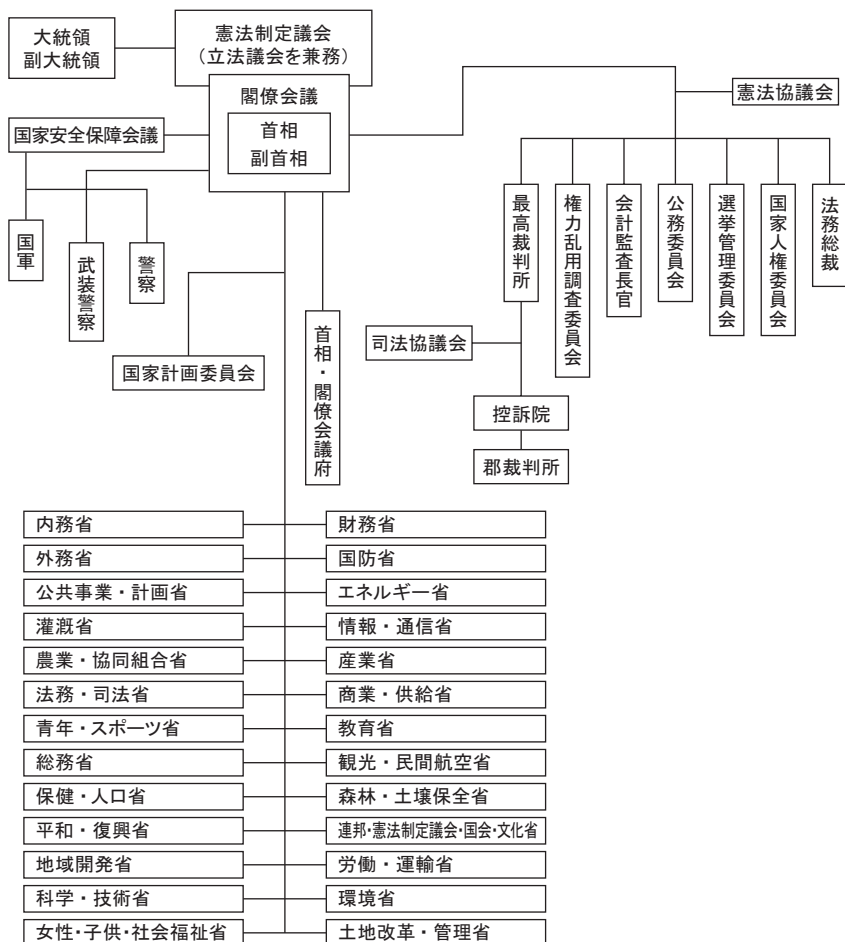 大統領
副大統領
憲法制定議会
（立法議会を兼務）
閣僚会議
首相
副首相
憲法協議会
国家安全保障会議
国軍
武装警察
警察
最高裁判所
権力乱用調査委員会
会計監査長官
公務委員会
選挙管理委員会
国家人権委員会
法務総裁
国家計画委員会
首相・閣僚会議府
司法協議会
控訴院
郡裁判所
内務省
財務省
外務省
国防省
公共事業・計画省
エネルギー省
灌漑省
情報・通信省
農業・協同組合省
産業省
法務・司法省
商業・供給省
青年・スポーツ省
教育省
総務省
観光・民間航空省
保健・人口省
森林・土壌保全省
平和・復興省
連邦・憲法制定議会・国会・文化省
地域開発省
労働・運輸省
科学・技術省
環境省
女性・子供・社会福祉省
土地改革・管理省